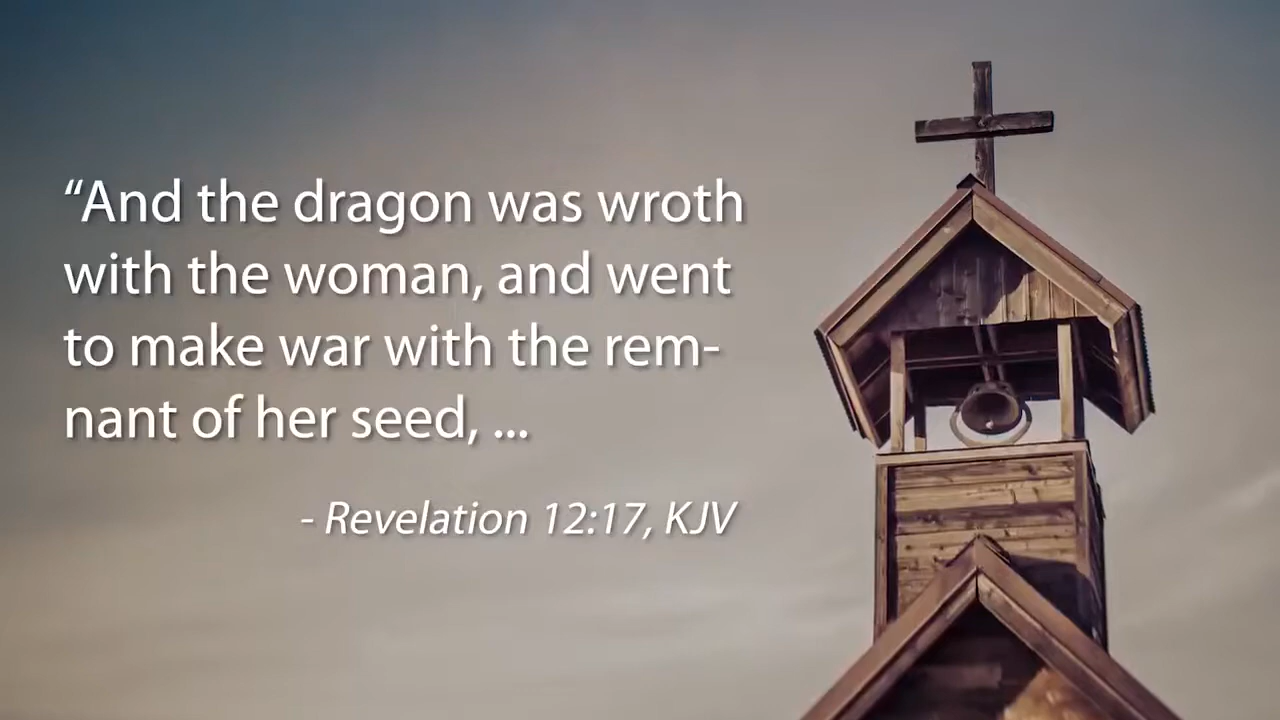 “And the dragon was wroth
with the woman, and went
to make war with the rem-
nant of her seed, ...
- Revelation 12:17, KJV